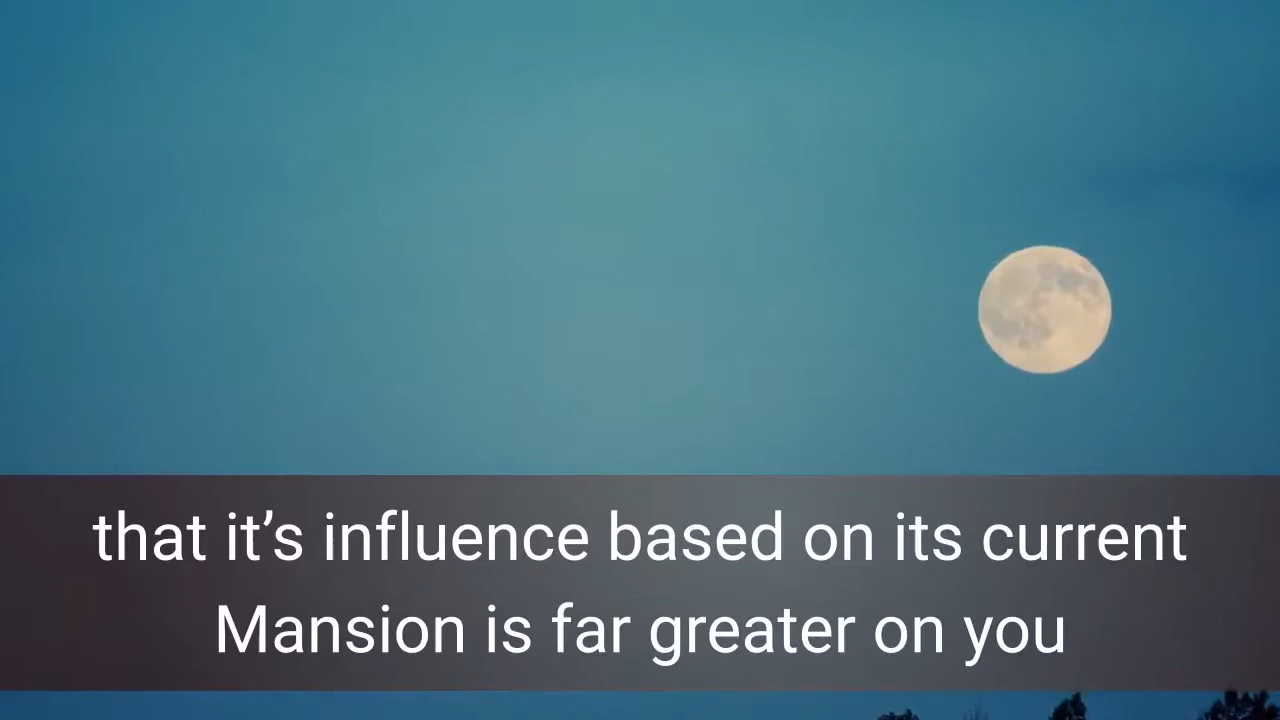 that it’s influence based on its current
Mansion is far greater on you